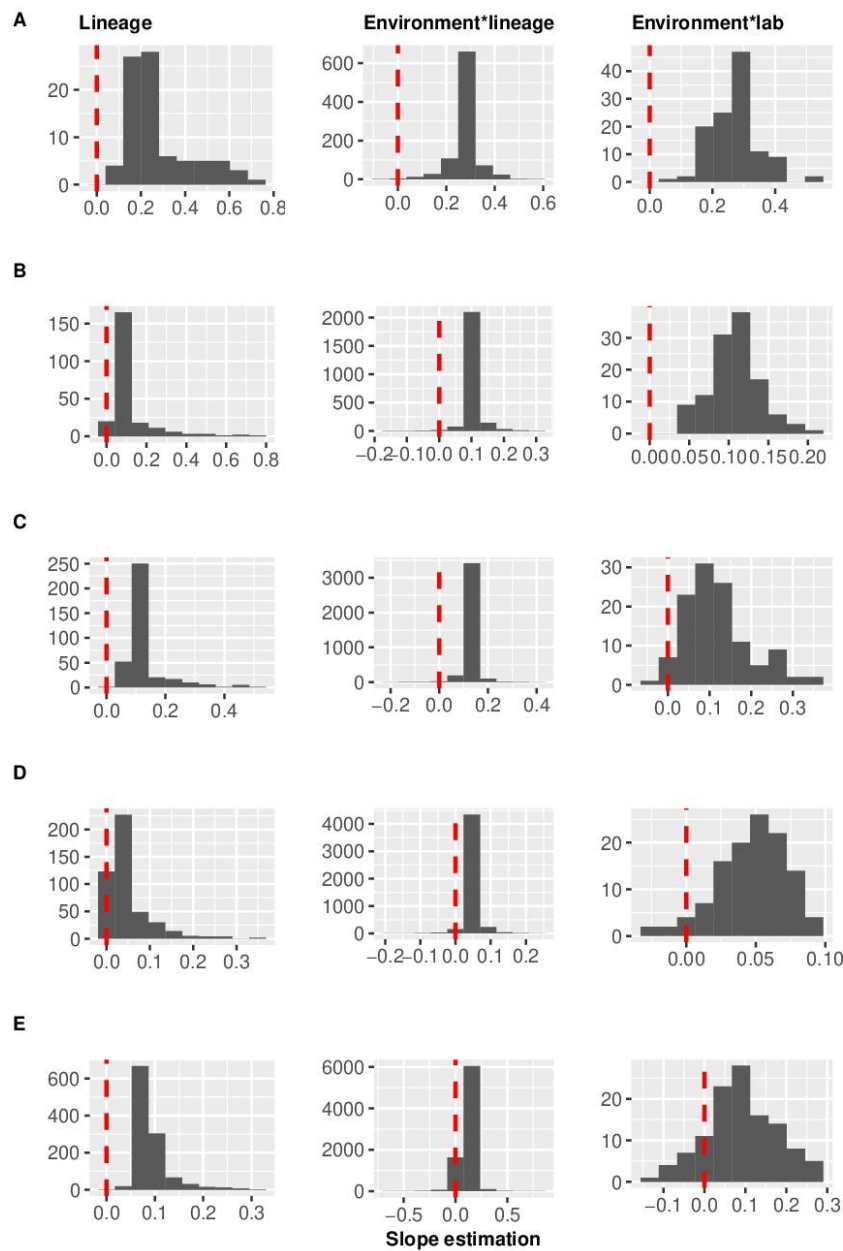 A
Lineage
Environment*lineage
Environment*lab
20
10
0
0.0 0.2 0.4 0.6 0.8
600
400
200
0
0.0 0.2 0.4 0.6
40
30
20
10
0
0.0 0.2 0.4
B
150
100
50
0
0.0 0.2 0.4 0.6 0.8
2000
1500
1000
500
0
−0.2−0.10.0 0.1 0.2 0.3
30
20
10
0
0.00 0.05 0.10 0.15 0.20
C
250
200
150
100
50
0
0.0 0.2 0.4
3000
2000
1000
0
−0.2 0.0 0.2 0.4
30
20
10
0
0.0 0.1 0.2 0.3
D
200
150
100
50
0
0.0 0.1 0.2 0.3
4000
3000
2000
1000
0
−0.2 −0.1 0.0 0.1 0.2
20
10
0
0.00 0.05 0.10
E
600
400
200
0
0.0 0.1 0.2 0.3
6000
4000
2000
0
−0.5 0.0 0.5
20
10
0
−0.1 0.0 0.1 0.2 0.3
Slope estimation